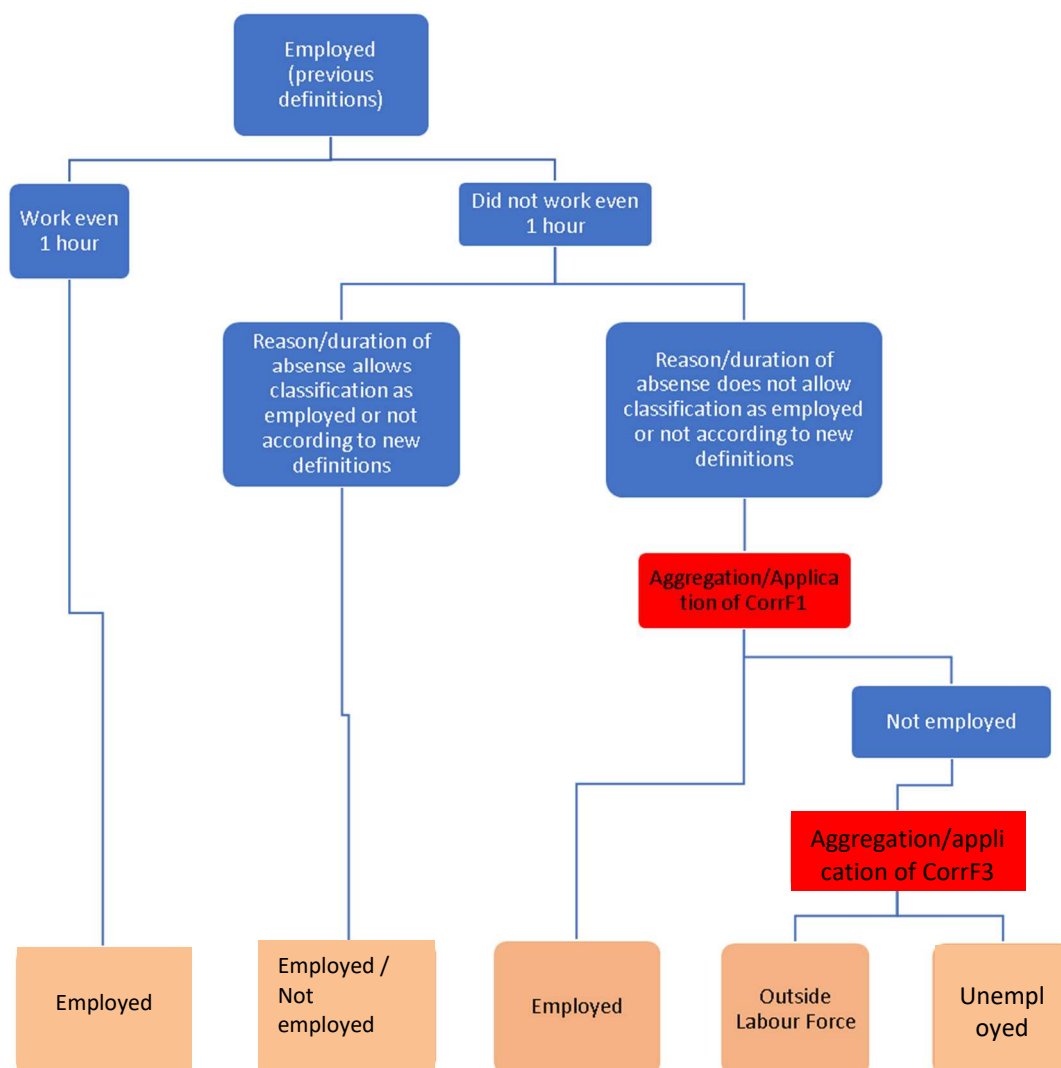 Employed
(previous
definitions)
Work even
1 hour
Did not work even
1 hour
Reason/duration of
absense allows
classification as
employed or not
according to new
definitions
Reason/duration of
absense does not allow
classification as employed
or not according to new
definitions
Aggregation/Applica
tion of CorrF1
Not employed
Aggregation/appli
cation of CorrF3
Employed
Employed /
Not
employed
Employed
Outside
Labour Force
Unempl
oyed